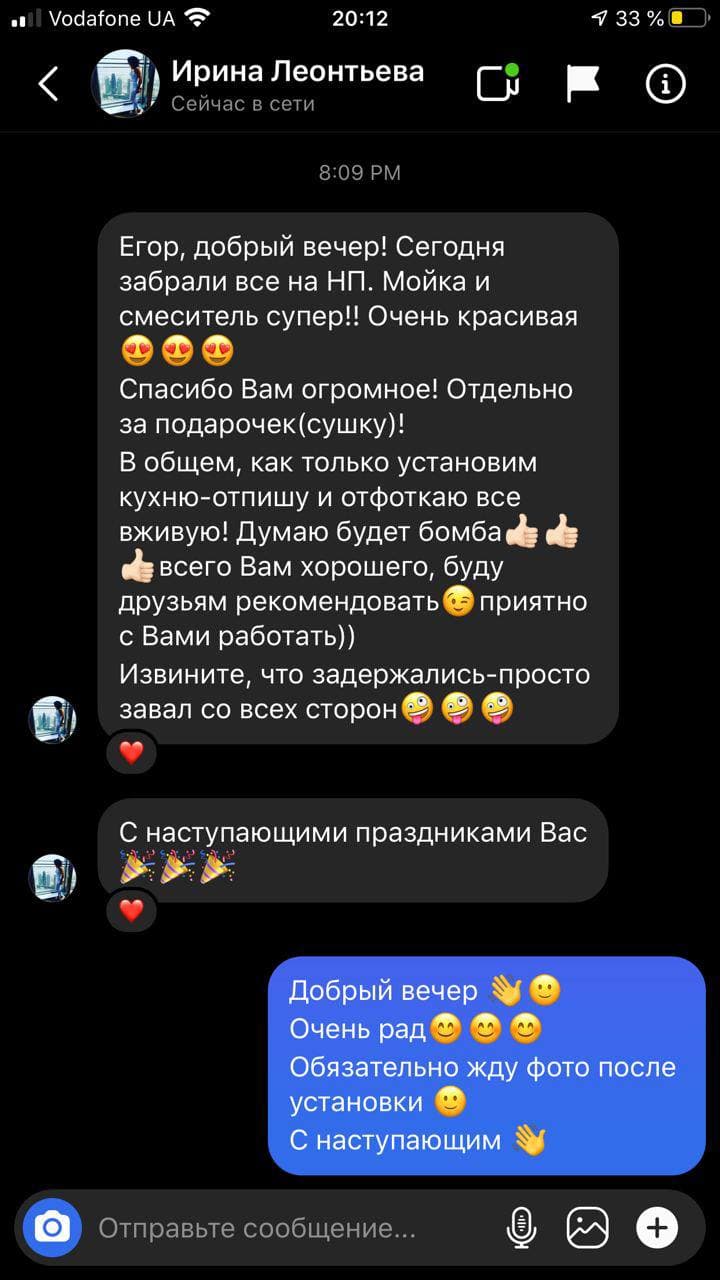 Vodafone UA
20:12
33 %
Ирина Леонтьева
Сейчас в сети
8:09 PM
Егор, добрый вечер! Сегодня
забрали все на НП. Мойка и
смеситель супер!! Очень красивая
😍😍😍
Спасибо Вам огромное! Отдельно
за подарочек(сушку)!
В общем, как только установим
кухню-отпишу и отфоткаю все
вживую! Думаю будет бомба👍🏻👍🏻
👍🏻всего Вам хорошего, буду
друзьям рекомендовать😉приятно
с Вами работать))
Извините, что задержались-просто
завал со всех сторон🤪🤪🤪
❤️
С наступающими праздниками Вас
🎉🎉🎉
❤️
Добрый вечер 👋🙂
Очень рад😊😊😊
Обязательно жду фото после
установки 🙂
С наступающим 👋
Отправьте сообщение...